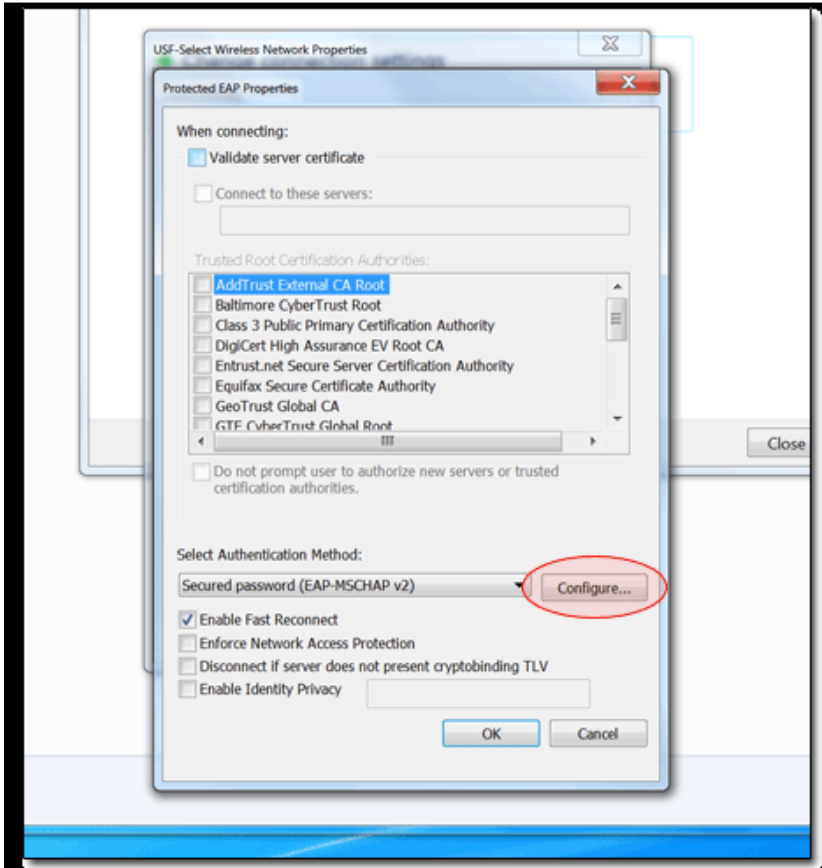 USF-Select Wireless Network Properties
Change connection settings
Protected EAP Properties
When connecting:
Validate server certificate
Connect to these servers:
Trusted Root Certification Authorities:
AddTrust External CA Root
Baltimore CyberTrust Root
Class 3 Public Primary Certification Authority
DigiCert High Assurance EV Root CA
Entrust.net Secure Server Certification Authority
Equifax Secure Certificate Authority
GeoTrust Global CA
GTE CyberTrust Global Root
Close
Do not prompt user to authorize new servers or trusted
certification authorities.
Select Authentication Method:
Secured password (EAP-MSCHAP v2)
Configure...
Enable Fast Reconnect
Enforce Network Access Protection
Disconnect if server does not present cryptobinding TLV
Enable Identity Privacy
OK
Cancel